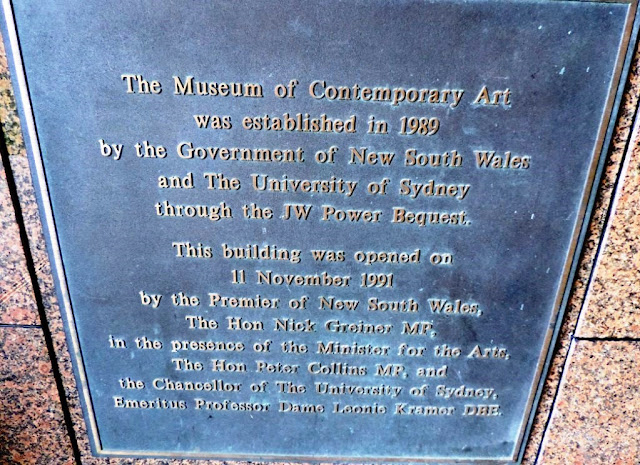 The Museum of Contemporary Art
was established in 1989
by the Government of New South Wales
and The University of Sydney
through the JW Power Bequest.
This building was opened on
11 November 1991
by the Premier of New South Wales,
The Hon Nick Greiner MP,
in the presence of the Minister for the Arts,
The Hon Peter Collins MP, and
the Chancellor of The University of Sydney,
Emeritus Professor Dame Leonie Kramer DBE.